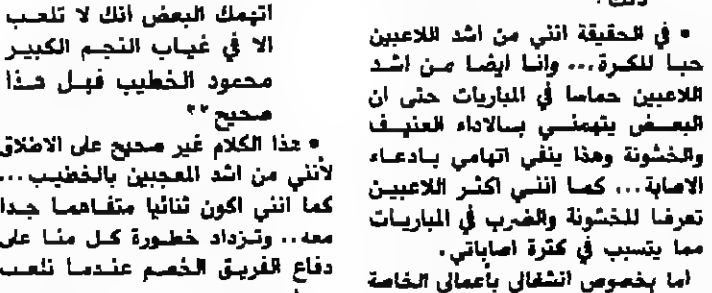 ذلك.
● في الحقيقة انني من اشد اللاعبين
حبا للكرة... وانا ايضا من اشد
اللاعبين حماسا في المباريات حتى ان
البعض يتهمني بالاداء العنيف
والخشونة وهذا ينفي اتهامي بادعاء
الاصابة... كما انني اكثر اللاعبين
تعرضا للخشونة والضرب في المباريات
مما يتسبب في كثرة اصاباتي.
اما بخصوص انشغالي بأعمالي الخاصة
اتهمك البعض انك لا تلعب
الا في غياب النجم الكبير
محمود الخطيب فهل هذا
صحيح؟؟
● هذا الكلام غير صحيح على الاطلاق
لأنني من اشد المعجبين بالخطيب...
كما انني اكون ثنائيا متفاهما جدا
معه.. وتزداد خطورة كل منا على
دفاع الفريق الخصم عندما نلعب